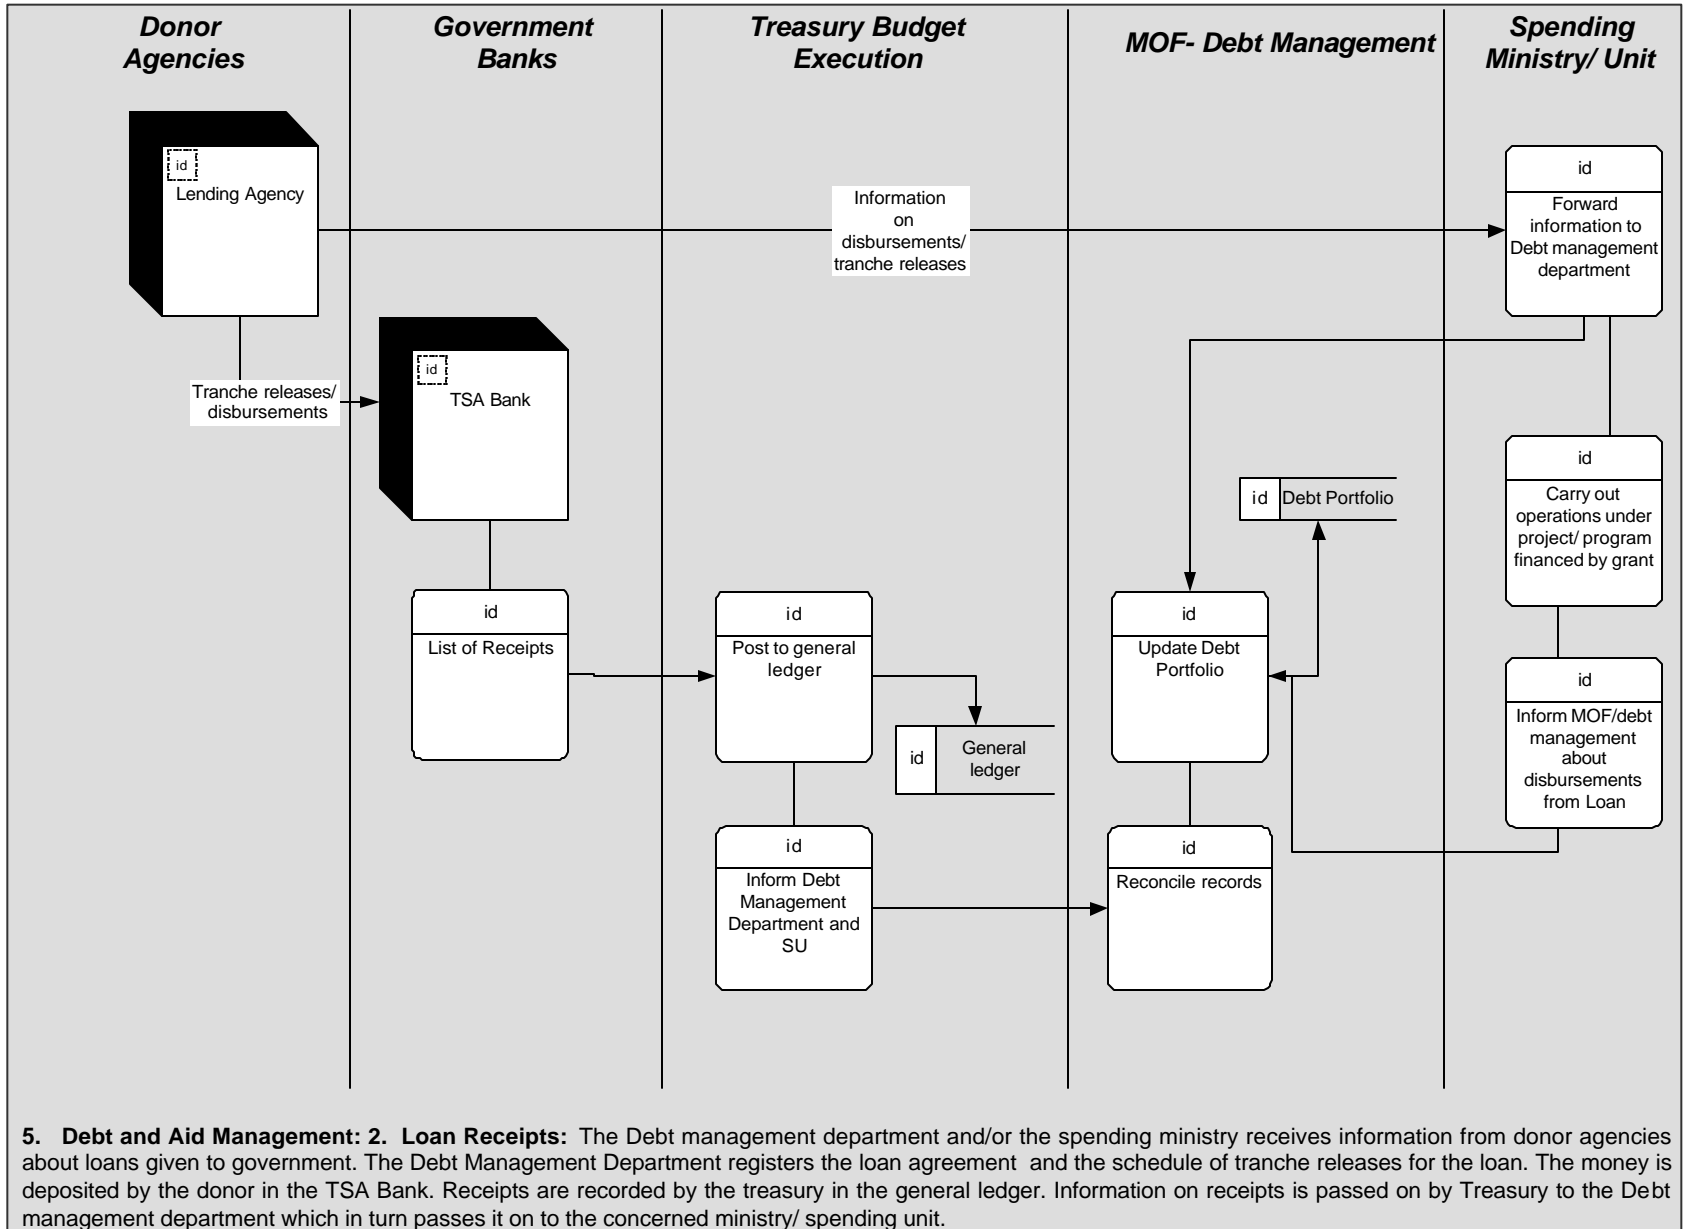 Donor
Agencies
Government
Banks
Treasury Budget
Execution
MOF- Debt Management
Spending
Ministry/ Unit
id
Lending Agency
Information
on
disbursements/
tranche releases
id
Forward
information to
Debt management
department
Tranche releases/
disbursements
id
TSA Bank
id
Debt Portfolio
id
Carry out
operations under
project/ program
financed by grant
id
List of Receipts
id
Post to general
ledger
id
General
ledger
id
Update Debt
Portfolio
id
Inform MOF/debt
management
about
disbursements
from Loan
id
Inform Debt
Management
Department and
SU
id
Reconcile records
5. Debt and Aid Management: 2. Loan Receipts: The Debt management department and/or the spending ministry receives information from donor agencies
about loans given to government. The Debt Management Department registers the loan agreement and the schedule of tranche releases for the loan. The money is
deposited by the donor in the TSA Bank. Receipts are recorded by the treasury in the general ledger. Information on receipts is passed on by Treasury to the Debt
management department which in turn passes it on to the concerned ministry/ spending unit.